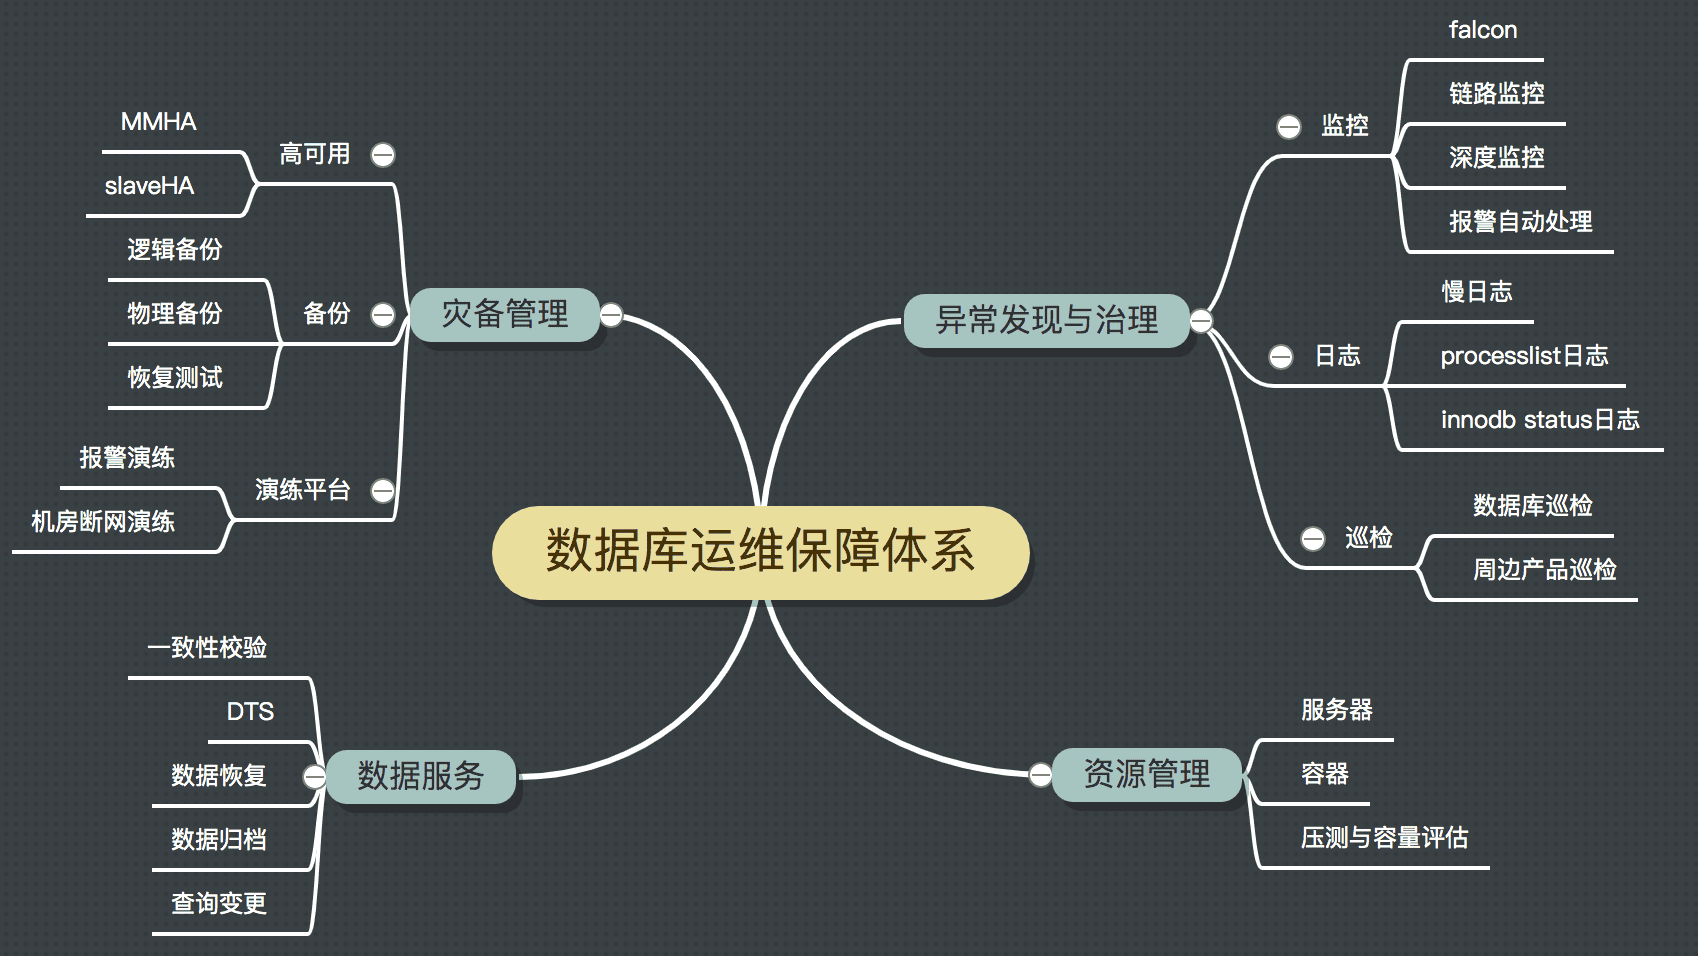 数据库运维保障体系
灾备管理
高可用
MMHA
slaveHA
备份
逻辑备份
物理备份
恢复测试
演练平台
报警演练
机房断网演练
数据服务
一致性校验
DTS
数据恢复
数据归档
查询变更
异常发现与治理
监控
falcon
链路监控
深度监控
报警自动处理
日志
慢日志
processlist日志
innodb status日志
巡检
数据库巡检
周边产品巡检
资源管理
服务器
容器
压测与容量评估